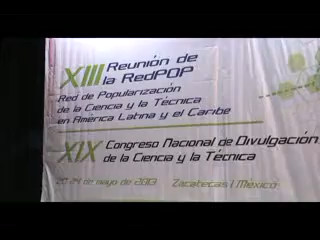 XIII Reunión de
la RedPOP
Red de Popularización
de la Ciencia y la Técnica
en América Latina y el Caribe
XIX Congreso Nacional de Divulgación
de la Ciencia y la Técnica
20-24 de mayo de 2013 Zacatecas | México